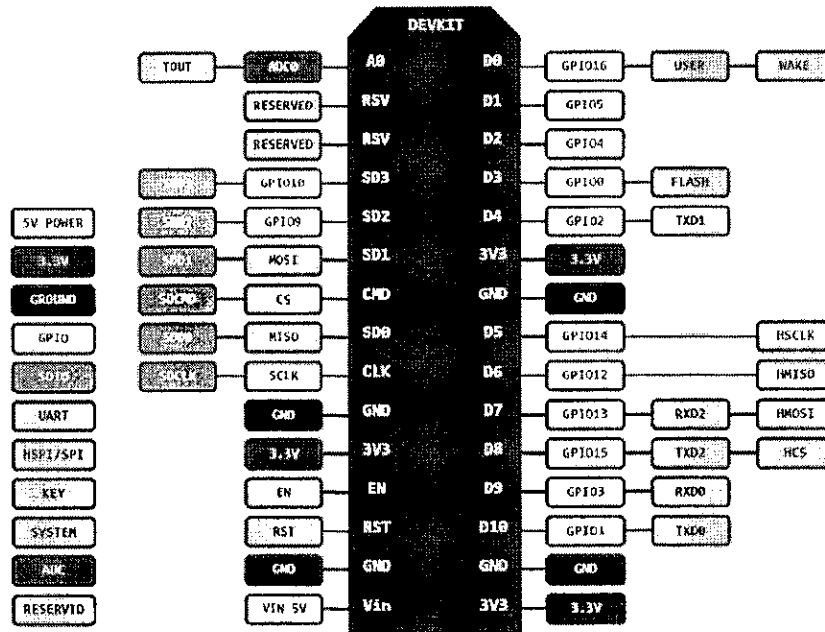 DEVKIT
TOUT ADC0 A0 D0 GPIO16 USER WAKE
RESERVED RSV D1 GPIO5
RESERVED RSV D2 GPIO4
GPIO10 SD3 D3 GPIO0 FLASH
5V POWER GPIO9 SD2 D4 GPIO2 TXD1
3.3V SDD1 MOSI SD1 3V3 3.3V
GROUND SDCMD CS CMD GND GND
GPIO MISO SD0 D5 GPIO14 HSCLK
SDIO SDCLK SCLK CLK D6 GPIO12 HMISO
UART GND GND D7 GPIO13 RXD2 HMOSI
HSPI/SPI 3.3V 3V3 D8 GPIO15 TXD2 HCS
KEY EN EN D9 GPIO3 RXD0
SYSTEM RST RST D10 GPIO1 TXD0
ADC GND GND GND GND
RESERVED VIN 5V Vin 3V3 3.3V